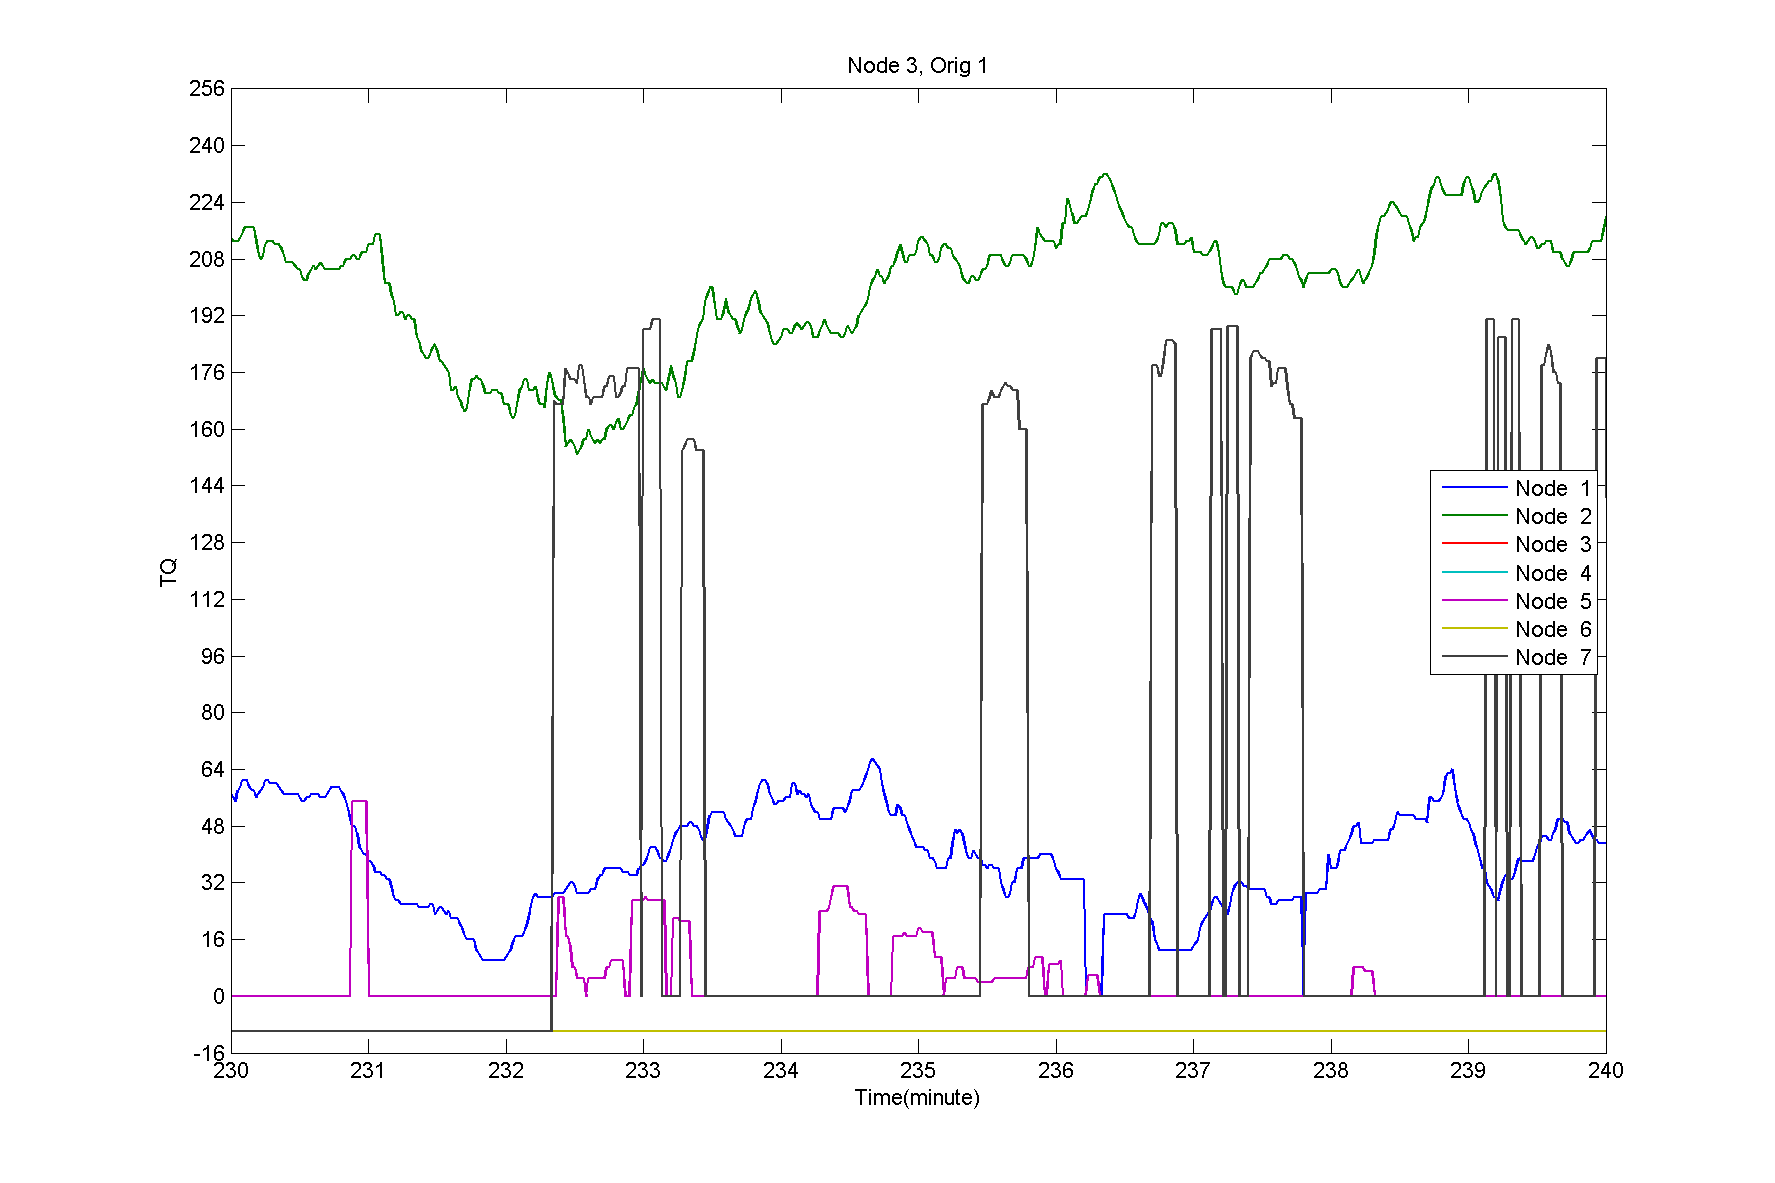 Node 3, Orig 1
256
240
224
208
192
176
160
144
128
112
96
80
64
48
32
16
0
-16
TQ
Node 1
Node 2
Node 3
Node 4
Node 5
Node 6
Node 7
230 231 232 233 234 235 236 237 238 239 240
Time(minute)